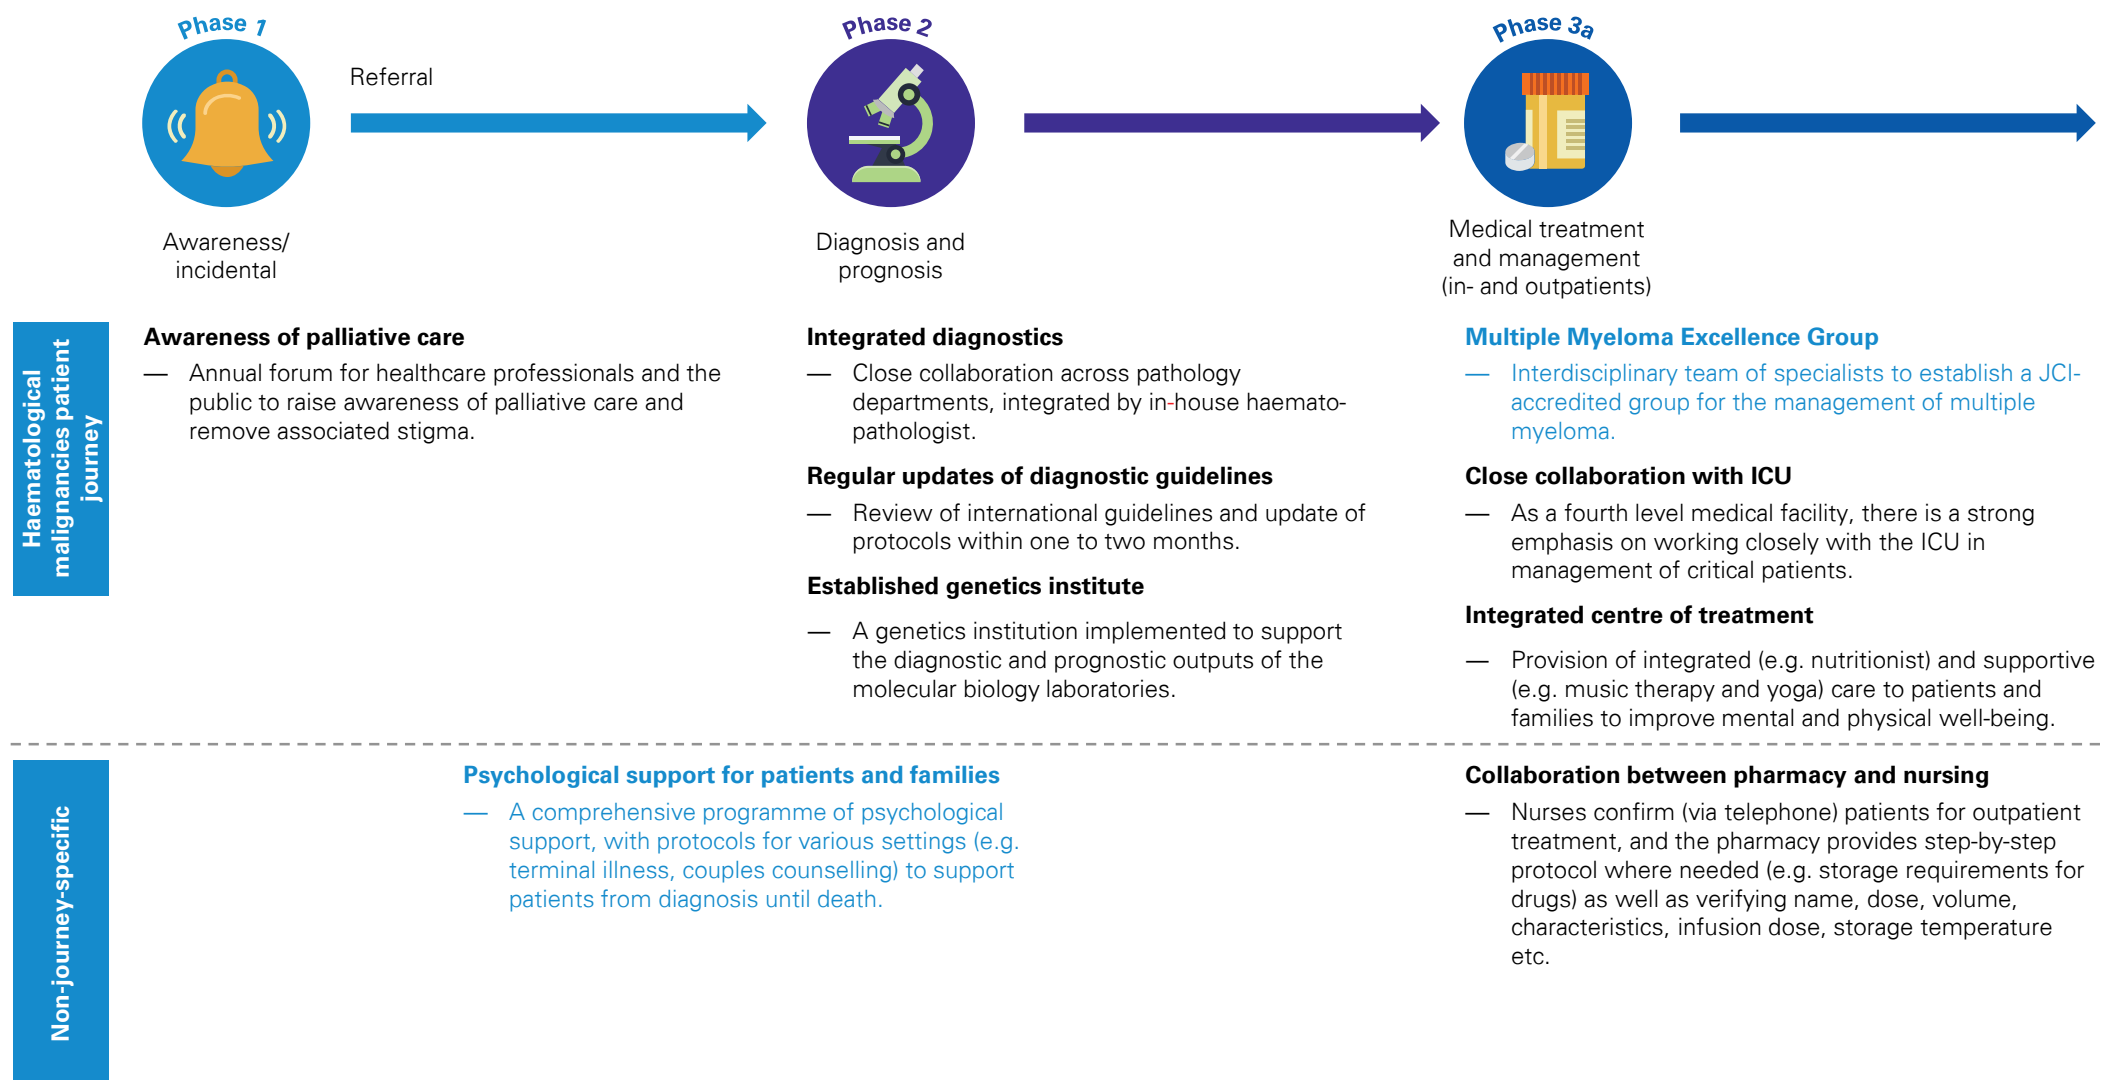 Phase 1
Referral
Awareness/
incidental
Phase 2
Diagnosis and
prognosis
Phase 3a
Medical treatment
and management
(in- and outpatients)
Haematological
malignancies patient
journey
Awareness of palliative care
— Annual forum for healthcare professionals and the
public to raise awareness of palliative care and
remove associated stigma.
Integrated diagnostics
— Close collaboration across pathology
departments, integrated by in-house haemato-
pathologist.
Regular updates of diagnostic guidelines
— Review of international guidelines and update of
protocols within one to two months.
Established genetics institute
— A genetics institution implemented to support
the diagnostic and prognostic outputs of the
molecular biology laboratories.
Multiple Myeloma Excellence Group
— Interdisciplinary team of specialists to establish a JCI-
accredited group for the management of multiple
myeloma.
Close collaboration with ICU
— As a fourth level medical facility, there is a strong
emphasis on working closely with the ICU in
management of critical patients.
Integrated centre of treatment
— Provision of integrated (e.g. nutritionist) and supportive
(e.g. music therapy and yoga) care to patients and
families to improve mental and physical well-being.
Non-journey-specific
Psychological support for patients and families
— A comprehensive programme of psychological
support, with protocols for various settings (e.g.
terminal illness, couples counselling) to support
patients from diagnosis until death.
Collaboration between pharmacy and nursing
— Nurses confirm (via telephone) patients for outpatient
treatment, and the pharmacy provides step-by-step
protocol where needed (e.g. storage requirements for
drugs) as well as verifying name, dose, volume,
characteristics, infusion dose, storage temperature
etc.